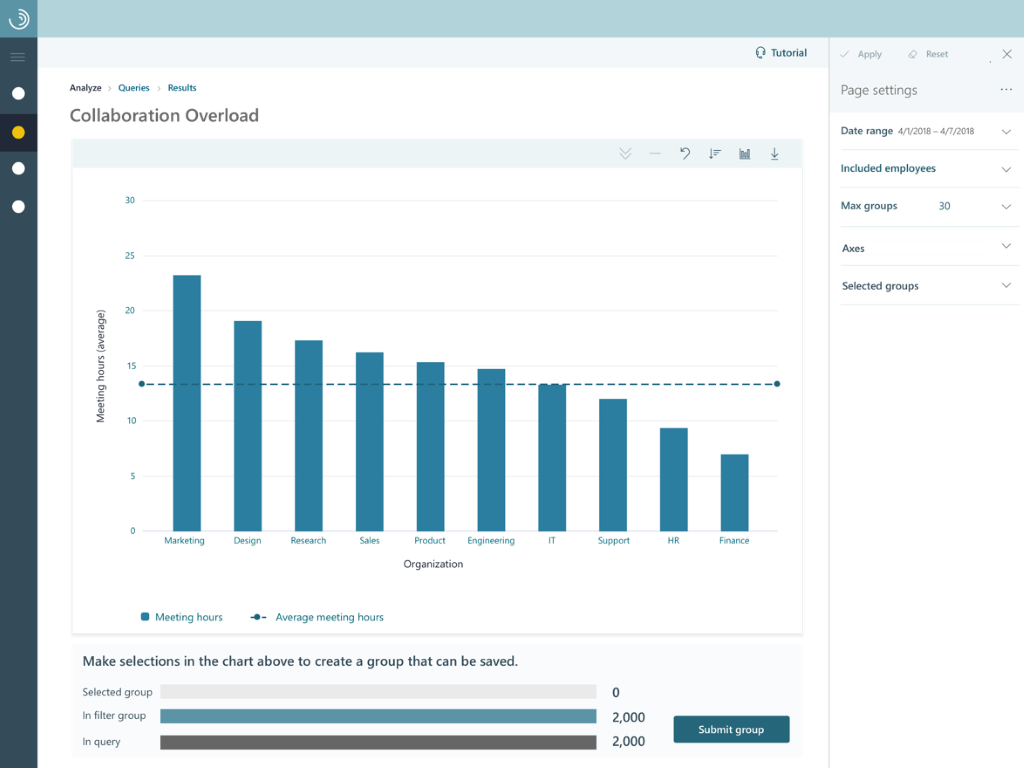 Tutorial
Apply
Reset
Analyze > Queries > Results
Collaboration Overload
Page settings
Date range 4/1/2018 – 4/7/2018
Included employees
Max groups 30
Axes
Selected groups
30
25
20
15
10
5
0
Meeting hours (average)
Marketing Design Research Sales Product Engineering IT Support HR Finance
Organization
Meeting hours Average meeting hours
Make selections in the chart above to create a group that can be saved.
Selected group 0
In filter group 2,000
In query 2,000
Submit group